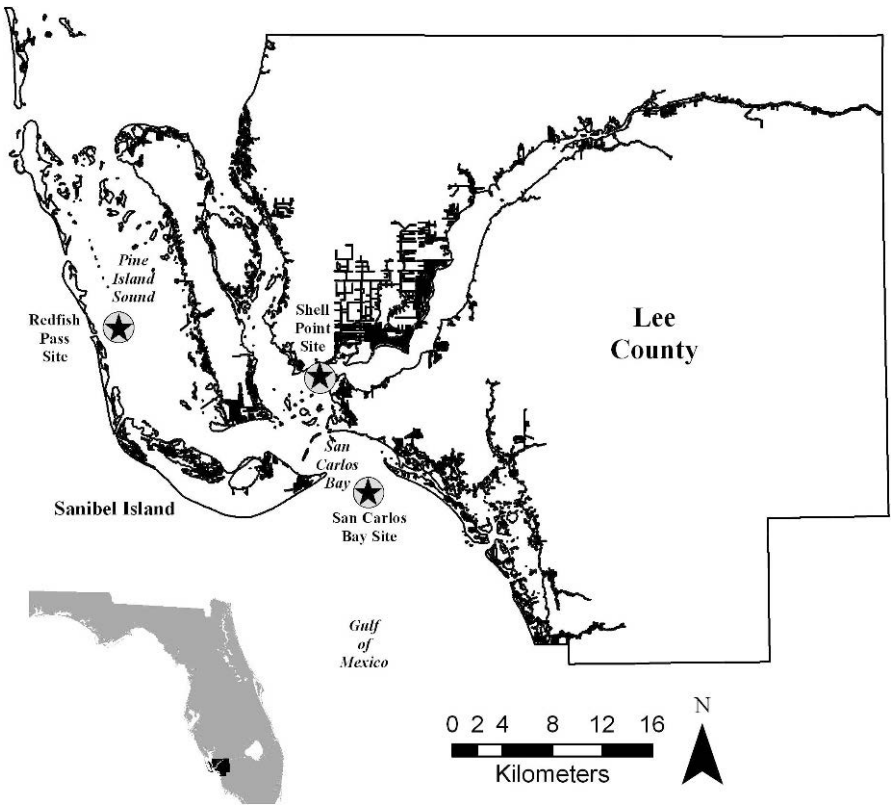 Pine
Island
Sound
Redfish
Pass
Site
Shell
Point
Site
Lee
County
San
Carlos
Bay
Sanibel Island
San Carlos
Bay Site
Gulf
of
Mexico
N
0 2 4 8 12 16
Kilometers